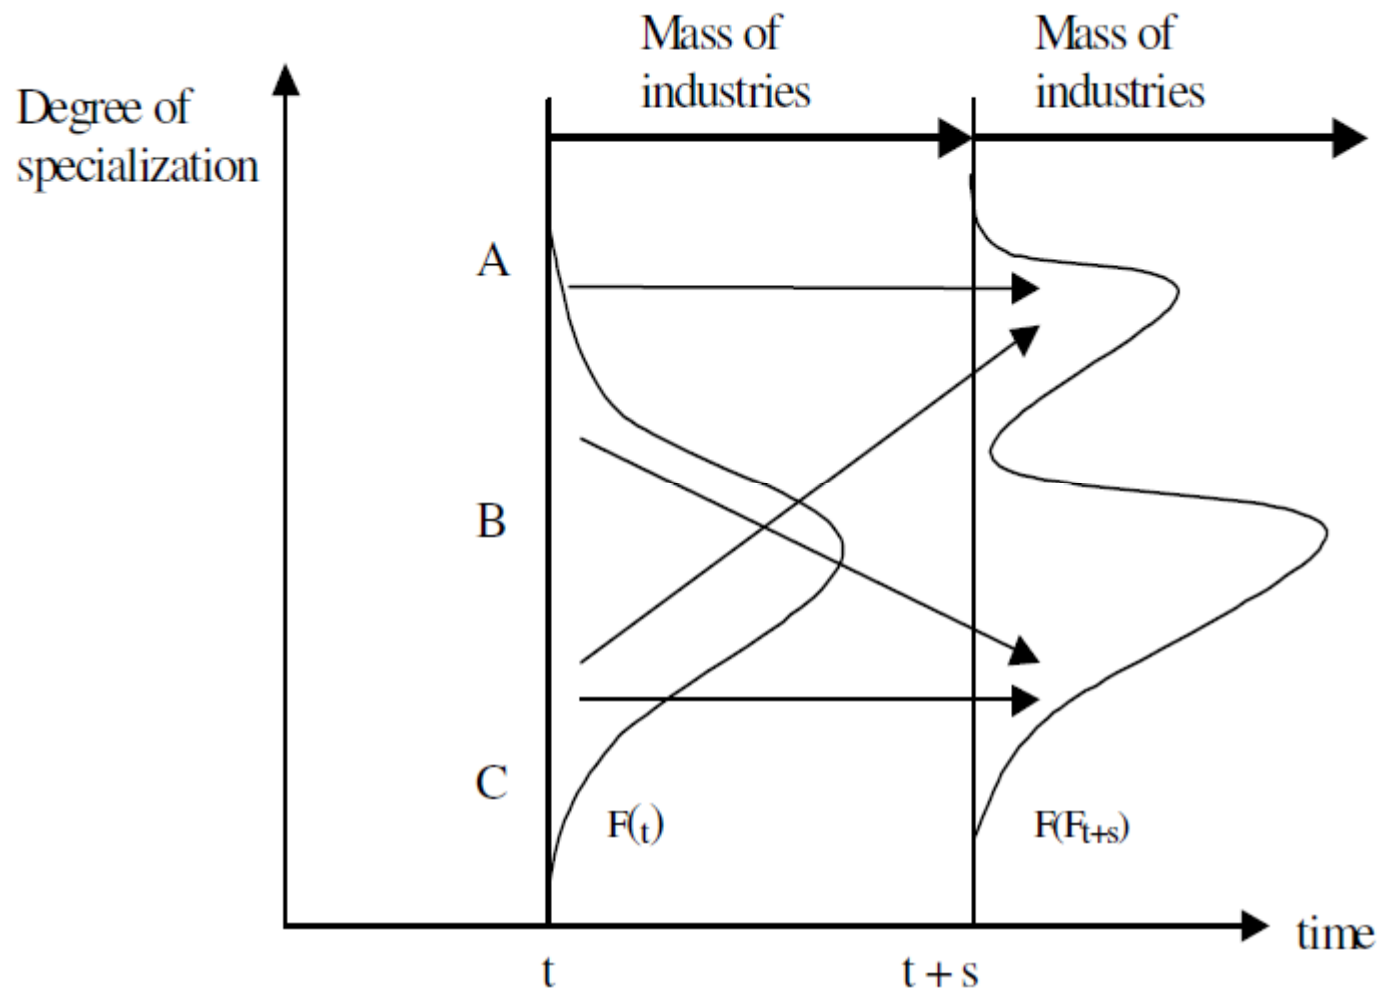 Mass of
industries
Mass of
industries
Degree of
specialization
A
B
C
F(t)
F(Ft+s)
time
t
t + s